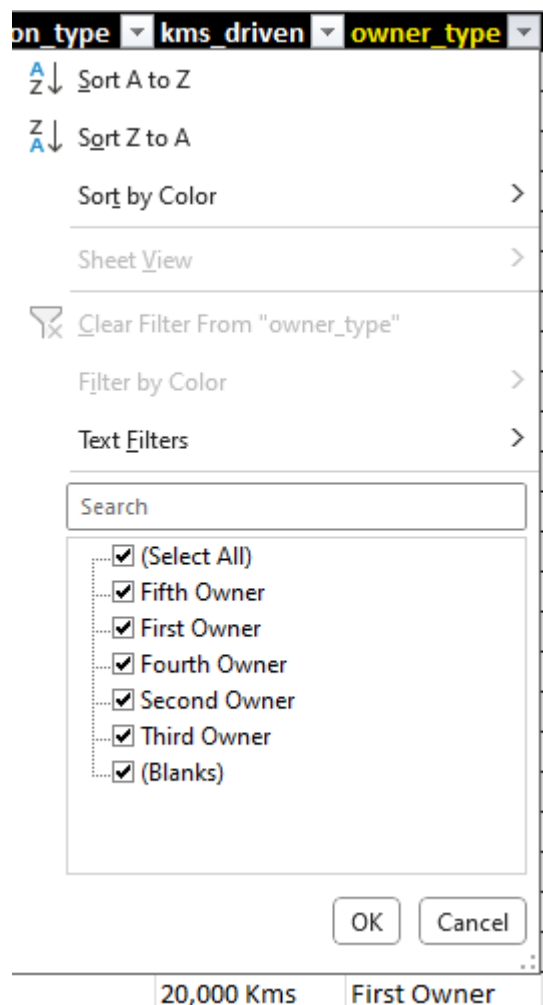 on_type kms_driven owner_type
Sort A to Z
Sort Z to A
Sort by Color
Sheet View
Clear Filter From "owner_type"
Filter by Color
Text Filters
Search
(Select All)
Fifth Owner
First Owner
Fourth Owner
Second Owner
Third Owner
(Blanks)
OK Cancel
20,000 Kms First Owner